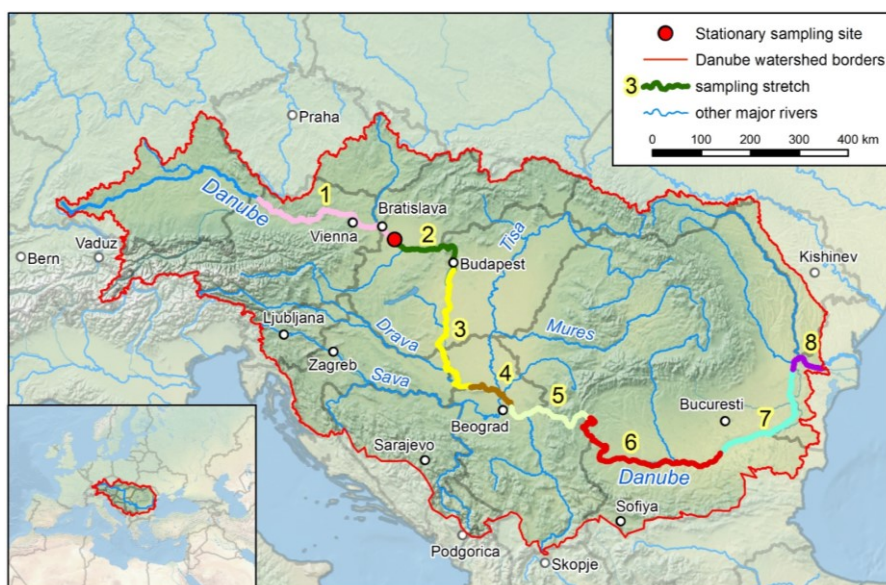 Stationary sampling site
Danube watershed borders
3 sampling stretch
other major rivers
0 100 200 300 400 km
Praha
Danube
1
Bratislava
Vienna
2
Tisa
Budapest
Bern
Vaduz
Kishinev
Ljubljana
Drava
3
Mures
8
Zagreb
Sava
4
5
Beograd
Bucuresti
7
6
Sarajevo
Danube
Sofiya
Podgorica
Skopje